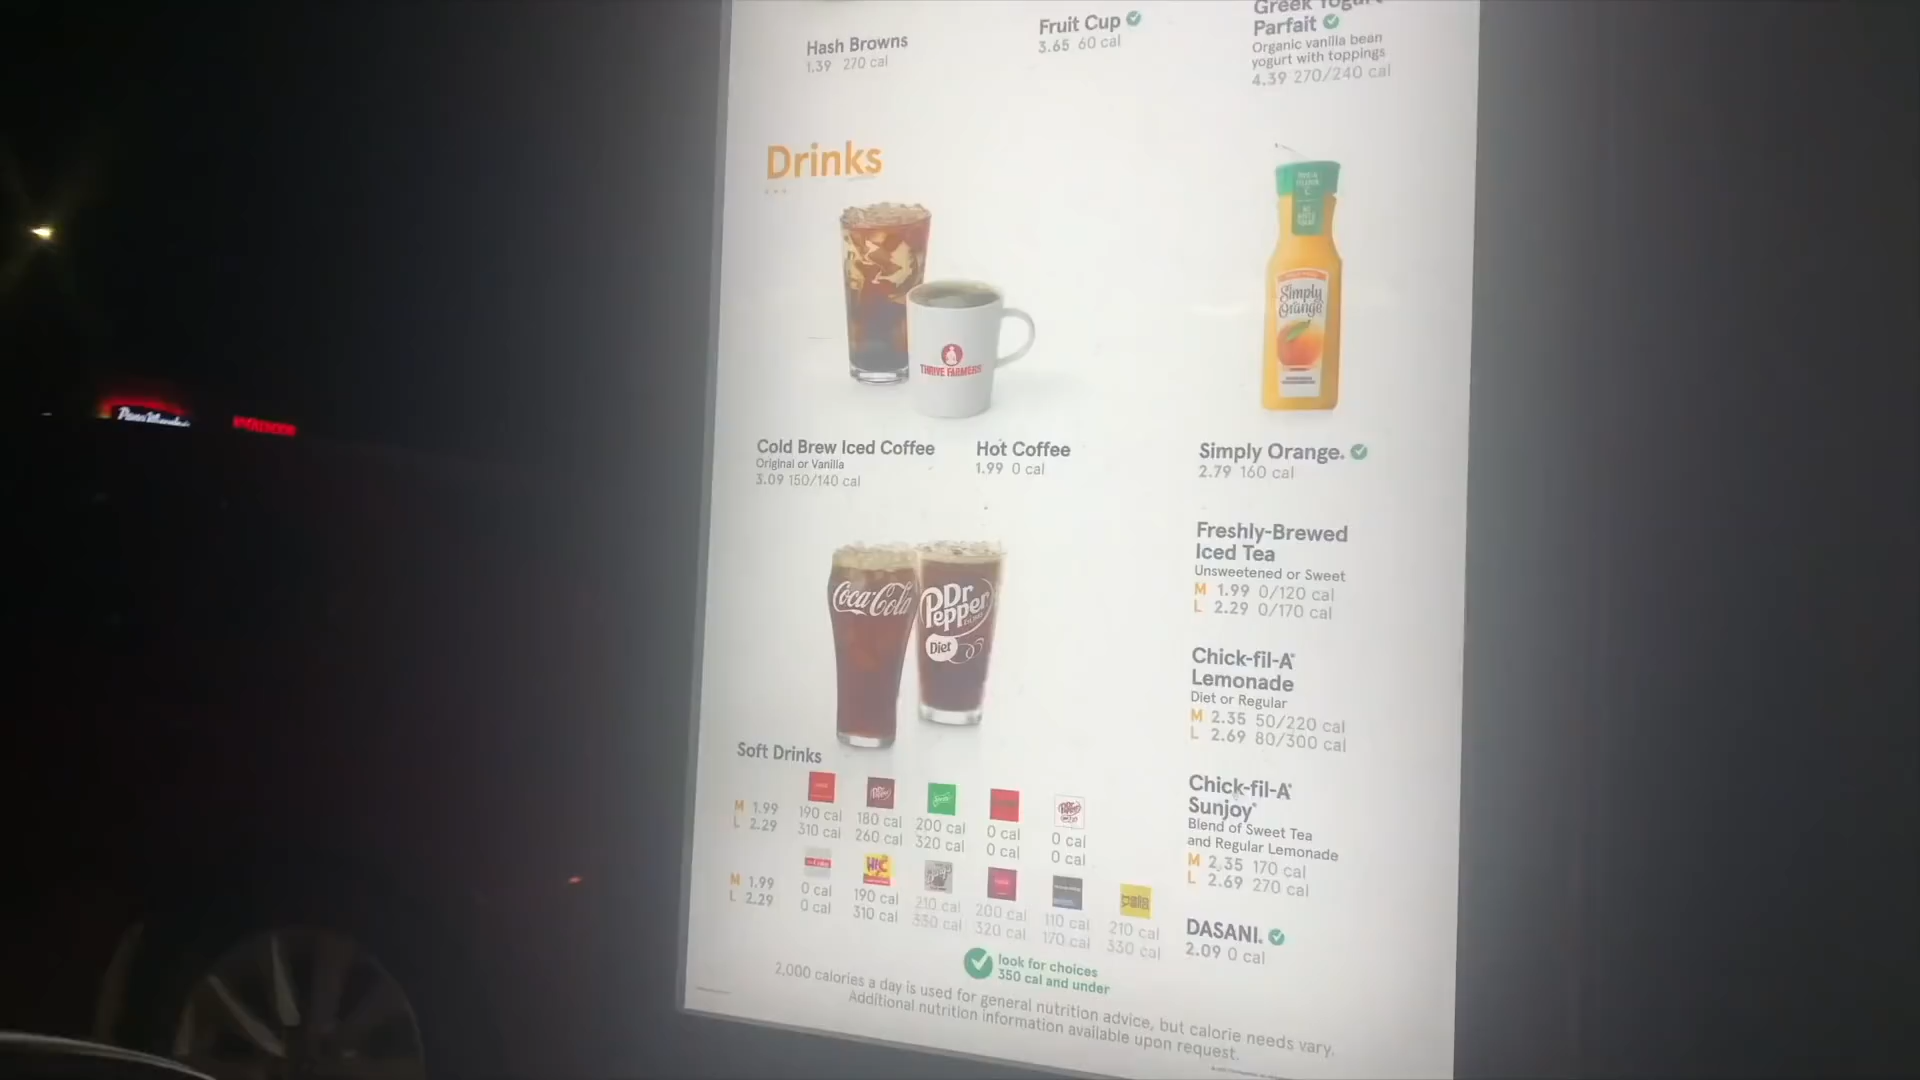 Hash Browns
1.39 270 cal
Fruit Cup
3.65 60 cal
Greek Yogurt
Parfait
Organic vanilla bean
yogurt with toppings
4.39 270/240 cal
Drinks
THRIVE FARMERS
Simply
Orange
Cold Brew Iced Coffee
Original or Vanilla
3.09 150/140 cal
Hot Coffee
1.99 0 cal
Simply Orange.
2.79 160 cal
Coca-Cola
Dr
Pepper
Diet
Freshly-Brewed
Iced Tea
Unsweetened or Sweet
M 1.99 0/120 cal
L 2.29 0/170 cal
Chick-fil-A®
Lemonade
Diet or Regular
M 2.35 50/220 cal
L 2.69 80/300 cal
Soft Drinks
Dr Pepper
M 1.99 190 cal 180 cal 200 cal 0 cal 0 cal
L 2.29 310 cal 260 cal 320 cal 0 cal 0 cal
HI-C
M 1.99 0 cal 190 cal 210 cal 200 cal 110 cal 210 cal
L 2.29 0 cal 310 cal 330 cal 320 cal 170 cal 330 cal
Chick-fil-A®
Sunjoy®
Blend of Sweet Tea
and Regular Lemonade
M 2.35 170 cal
L 2.69 270 cal
DASANI.
2.09 0 cal
look for choices
350 cal and under
2,000 calories a day is used for general nutrition advice, but calorie needs vary.
Additional nutrition information available upon request.